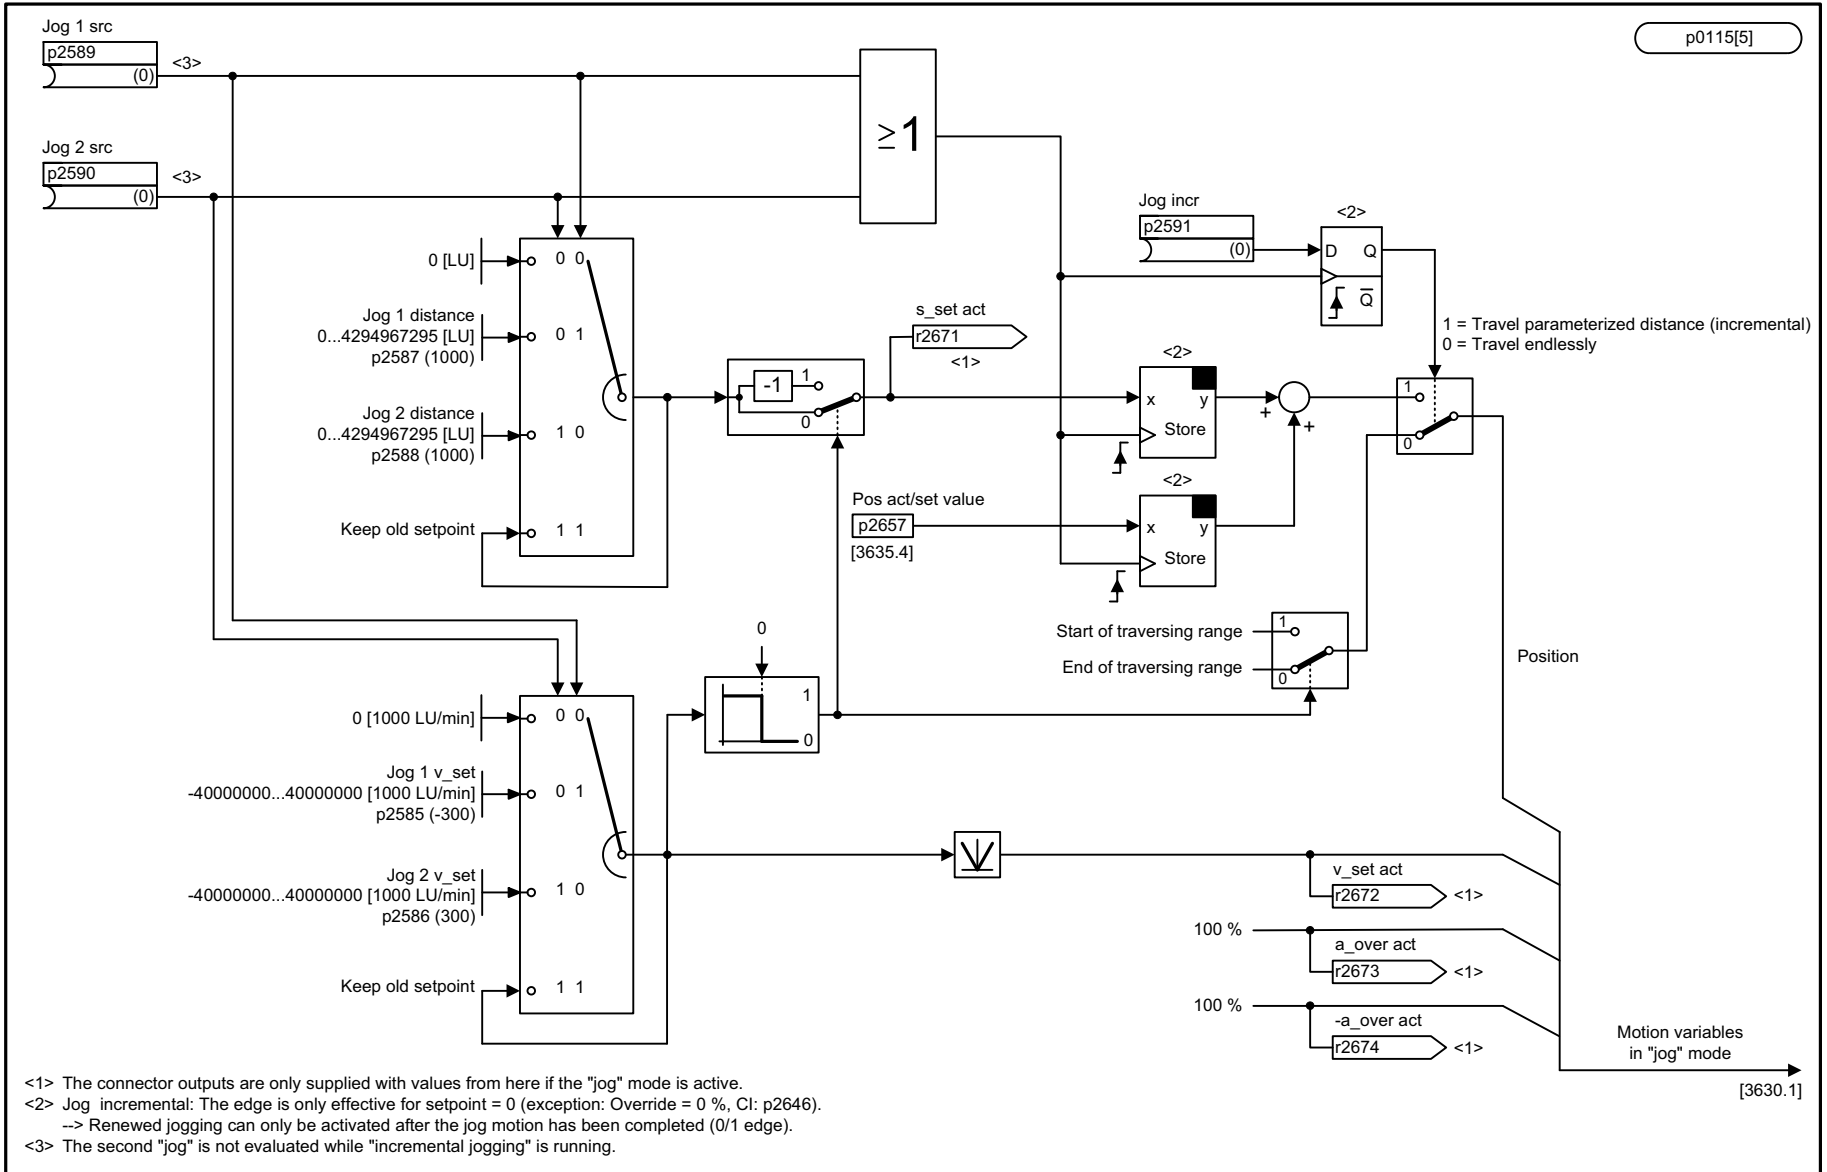 Jog 1 src
p2589
(0)
<3>
p0115[5]
≥1
Jog 2 src
p2590
(0)
<3>
Jog incr
p2591
(0)
<2>
D Q
Q
0 [LU]
0 0
Jog 1 distance
0...4294967295 [LU]
p2587 (1000)
0 1
Jog 2 distance
0...4294967295 [LU]
p2588 (1000)
1 0
Keep old setpoint
1 1
-1
1
0
s_set act
r2671
<1>
<2>
x y
Store
+
+
1 = Travel parameterized distance (incremental)
0 = Travel endlessly
1
0
Pos act/set value
p2657
[3635.4]
<2>
x y
Store
Start of traversing range
End of traversing range
1
0
Position
0
1
0
0 [1000 LU/min]
0 0
Jog 1 v_set
-40000000...40000000 [1000 LU/min]
p2585 (-300)
0 1
Jog 2 v_set
-40000000...40000000 [1000 LU/min]
p2586 (300)
1 0
Keep old setpoint
1 1
v_set act
r2672
<1>
100 %
a_over act
r2673
<1>
100 %
-a_over act
r2674
<1>
Motion variables
in "jog" mode
[3630.1]
<1> The connector outputs are only supplied with values from here if the "jog" mode is active.
<2> Jog incremental: The edge is only effective for setpoint = 0 (exception: Override = 0 %, CI: p2646).
--> Renewed jogging can only be activated after the jog motion has been completed (0/1 edge).
<3> The second "jog" is not evaluated while "incremental jogging" is running.